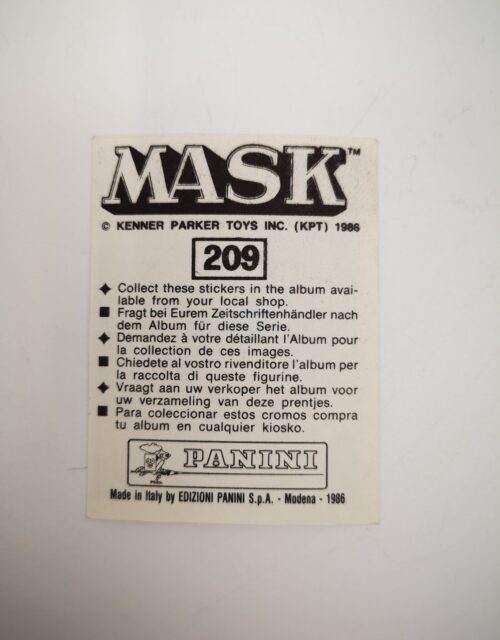 MASK™
© KENNER PARKER TOYS INC. (KPT) 1986
209
◆ Collect these stickers in the album avai-
lable from your local shop.
■ Fragt bei Eurem Zeitschriftenhändler nach
dem Album für diese Serie.
◆ Demandez à votre détaillant l'Album pour
la collection de ces images.
■ Chiedete al vostro rivenditore l'album per
la raccolta di queste figurine.
◆ Vraagt aan uw verkoper het album voor
uw verzameling van deze prentjes.
■ Para coleccionar estos cromos compra
tu album en cualquier kiosko.
PANINI
Made in Italy by EDIZIONI PANINI S.p.A. - Modena - 1986